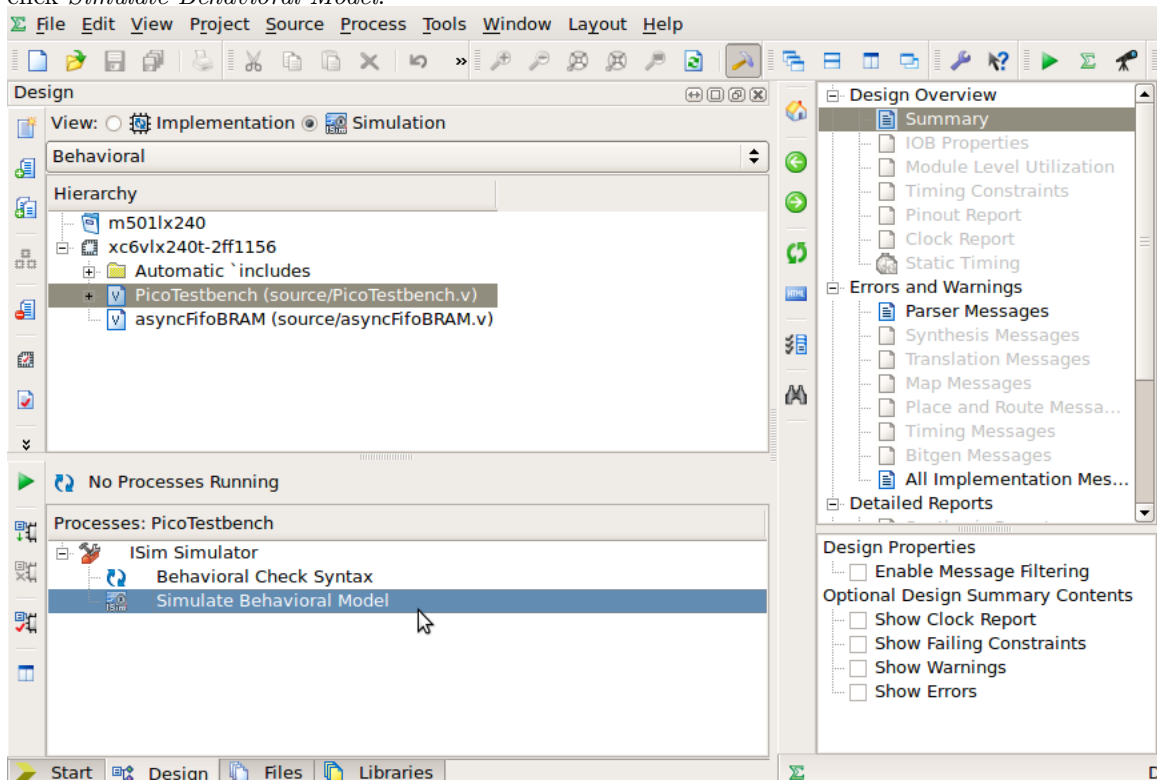 click Simulate Behavioral Model.
File Edit View Project Source Process Tools Window Layout Help
Design
View: Implementation Simulation
Behavioral
Hierarchy
m501lx240
xc6vlx240t-2ff1156
Automatic `includes
PicoTestbench (source/PicoTestbench.v)
asyncFifoBRAM (source/asyncFifoBRAM.v)
No Processes Running
Processes: PicoTestbench
ISim Simulator
Behavioral Check Syntax
Simulate Behavioral Model
Start Design Files Libraries
Design Overview
Summary
IOB Properties
Module Level Utilization
Timing Constraints
Pinout Report
Clock Report
Static Timing
Errors and Warnings
Parser Messages
Synthesis Messages
Translation Messages
Map Messages
Place and Route Messa...
Timing Messages
Bitgen Messages
All Implementation Mes...
Detailed Reports
Design Properties
Enable Message Filtering
Optional Design Summary Contents
Show Clock Report
Show Failing Constraints
Show Warnings
Show Errors